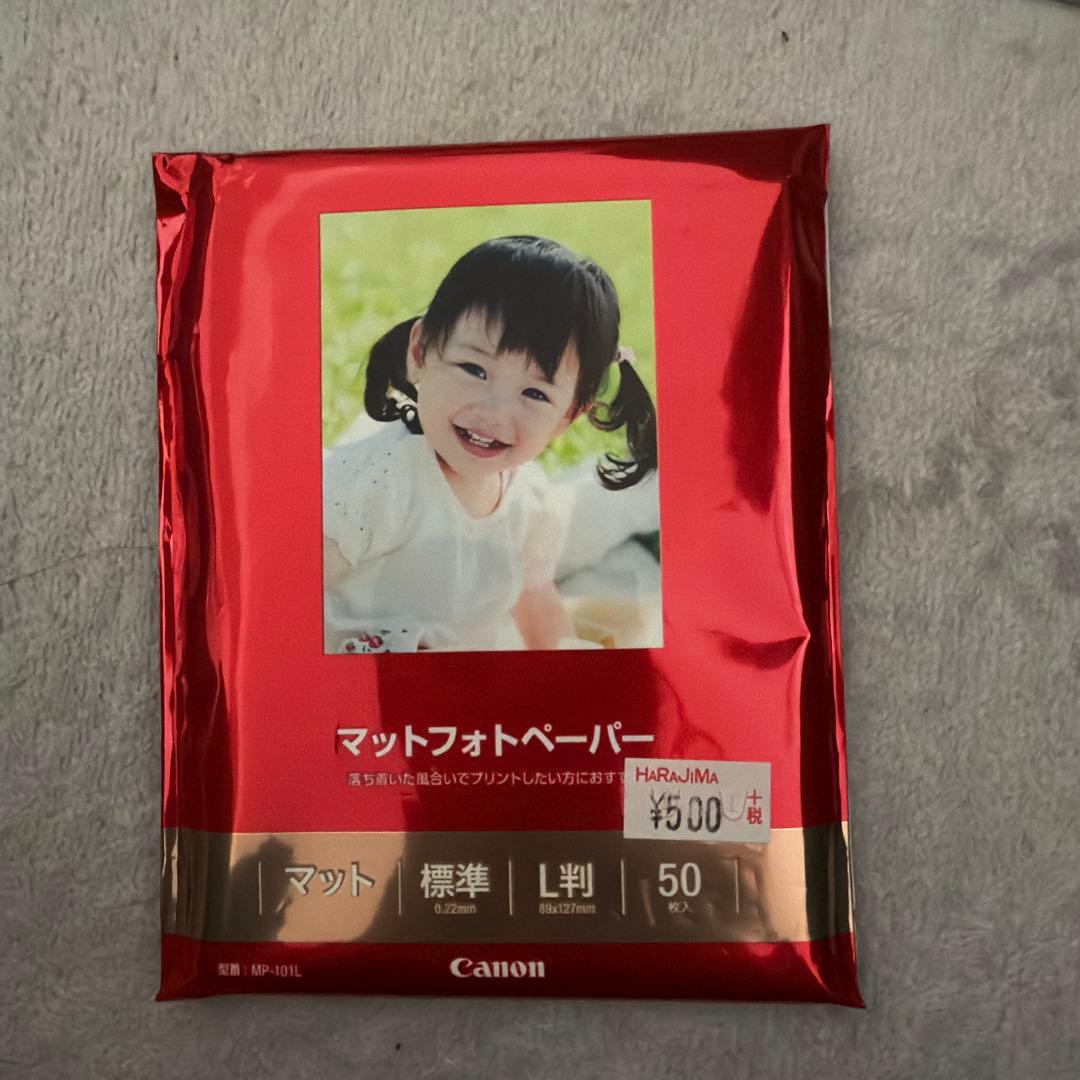 マットフォトペーパー
落ち着いた風合いでプリントしたい方におすす
HARAJIMA
¥500 +税
マット
標準
0.22mm
L判
89x127mm
50
枚入
型番:MP-101L
Canon